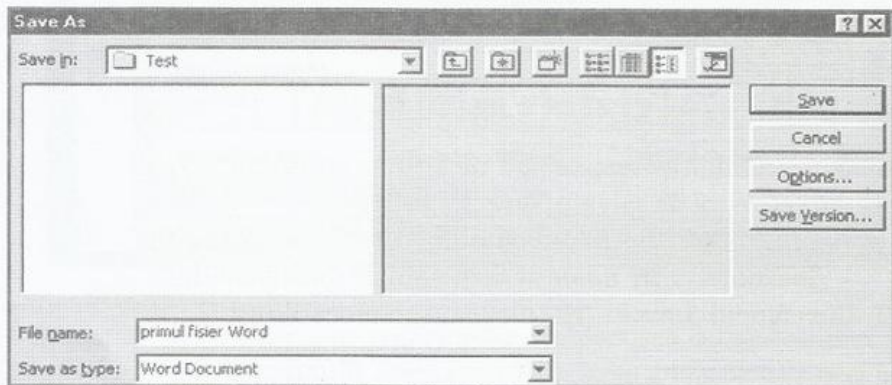 Save As
Save in: Test
Save
Cancel
Options...
Save Version...
File name: primul fisier Word
Save as type: Word Document